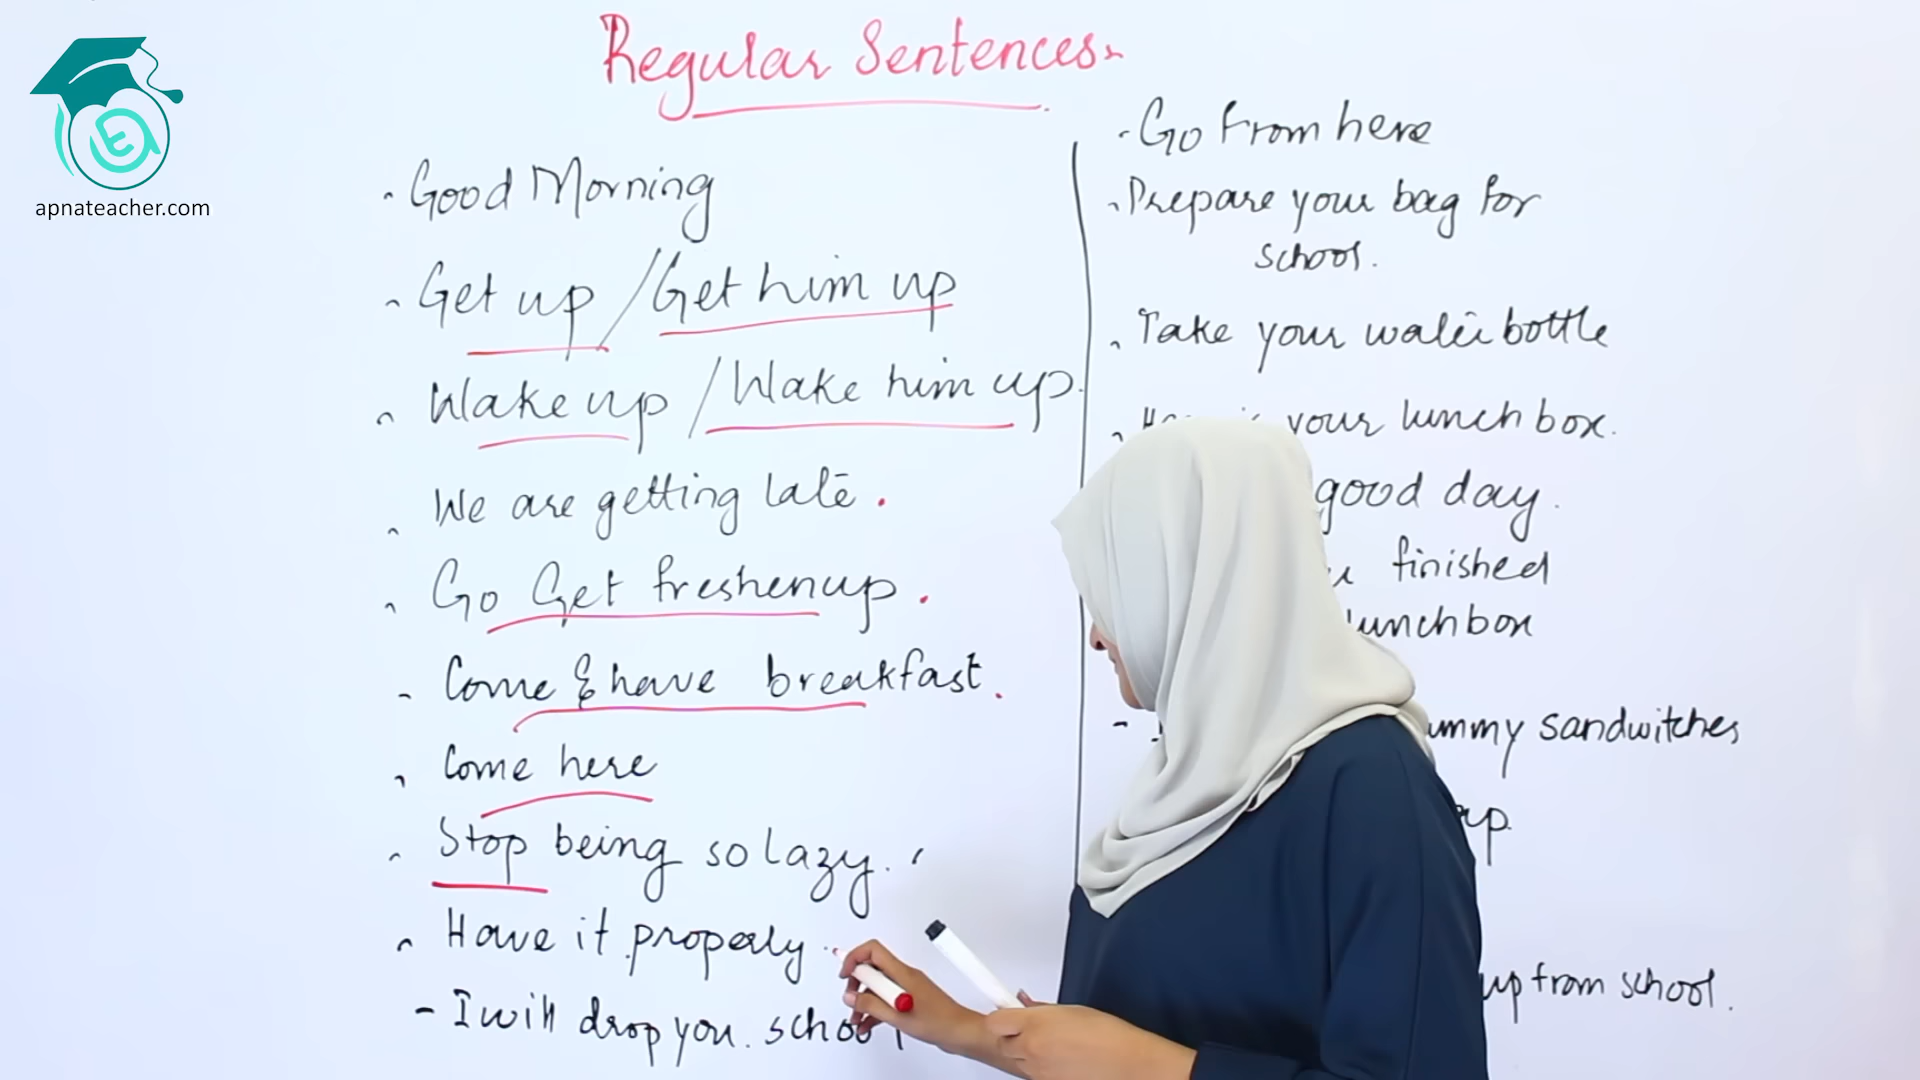 Regular Sentences
apnateacher.com
Good Morning
Get up / Get him up
Wake up / Wake him up.
We are getting late.
Go Get freshenup.
Come & have breakfast.
Come here
Stop being so lazy.
Have it properly
- I will drop you. school
Go from here
Prepare your bag for
school.
Take your water bottle
your lunch box.
good day.
finished
lunch box
sandwitches
up from school.